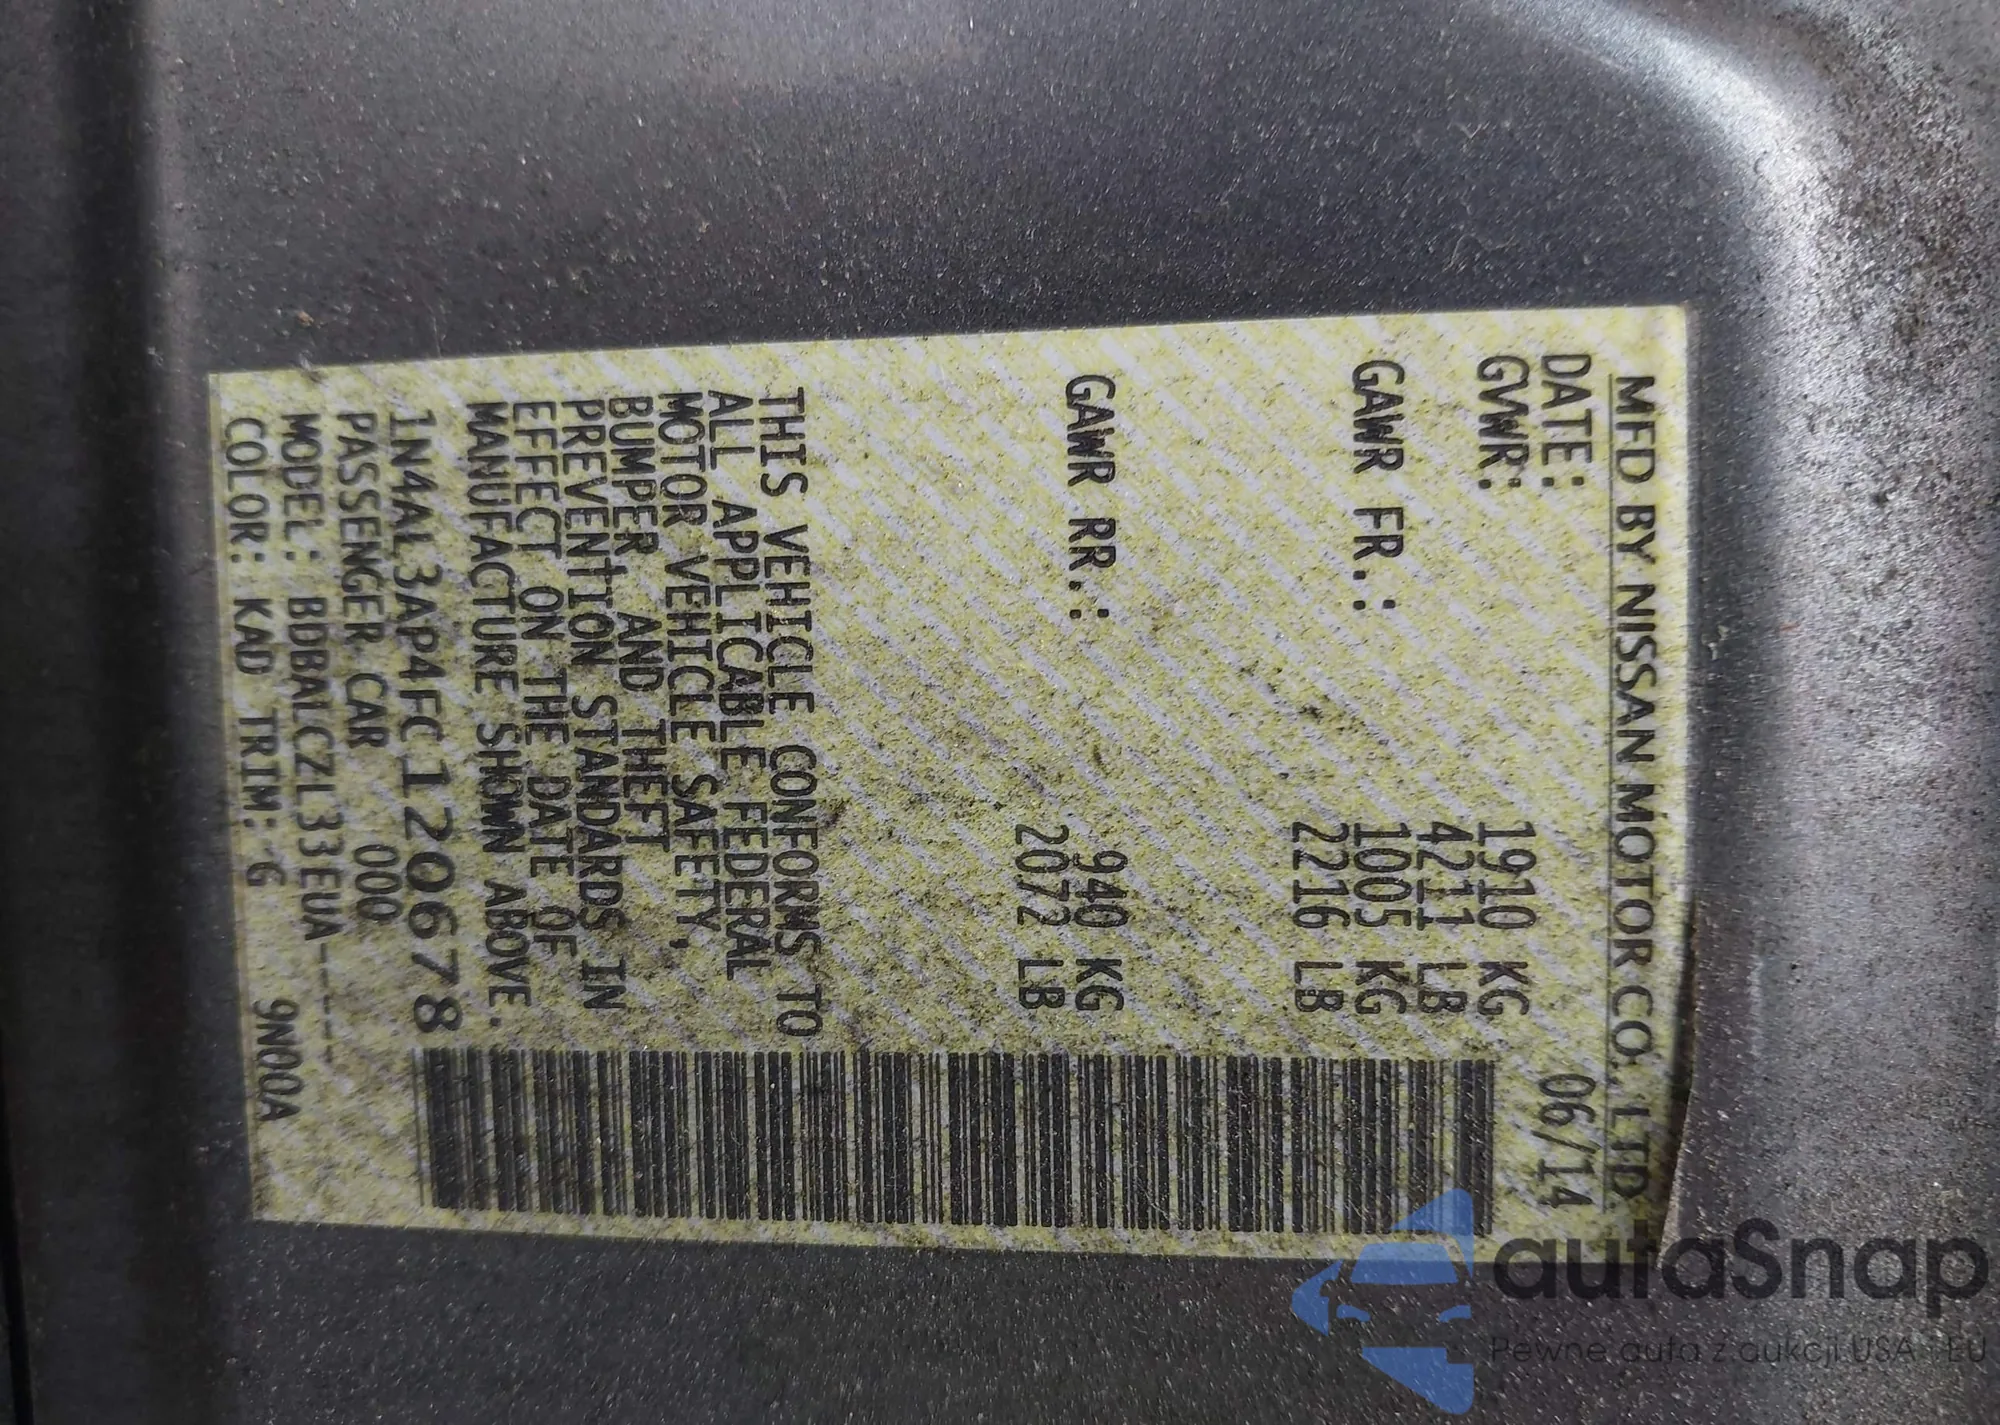 MFD BY NISSAN MOTOR CO., LTD
DATE: 06/14
GVWR: 1910 KG
4211 LB
GAWR FR.: 1005 KG
2216 LB
GAWR RR.: 940 KG
2072 LB
THIS VEHICLE CONFORMS TO
ALL APPLICABLE FEDERAL
MOTOR VEHICLE SAFETY,
BUMPER AND THEFT
PREVENTION STANDARDS IN
EFFECT ON THE DATE OF
MANUFACTURE SHOWN ABOVE.
1N4AL3AP4FC120678
PASSENGER CAR 000
MODEL: BDBALCZL33EUA-----
COLOR: KAD TRIM: G 9N00A
autaSnap
Pewne auta z aukcji USA - EU